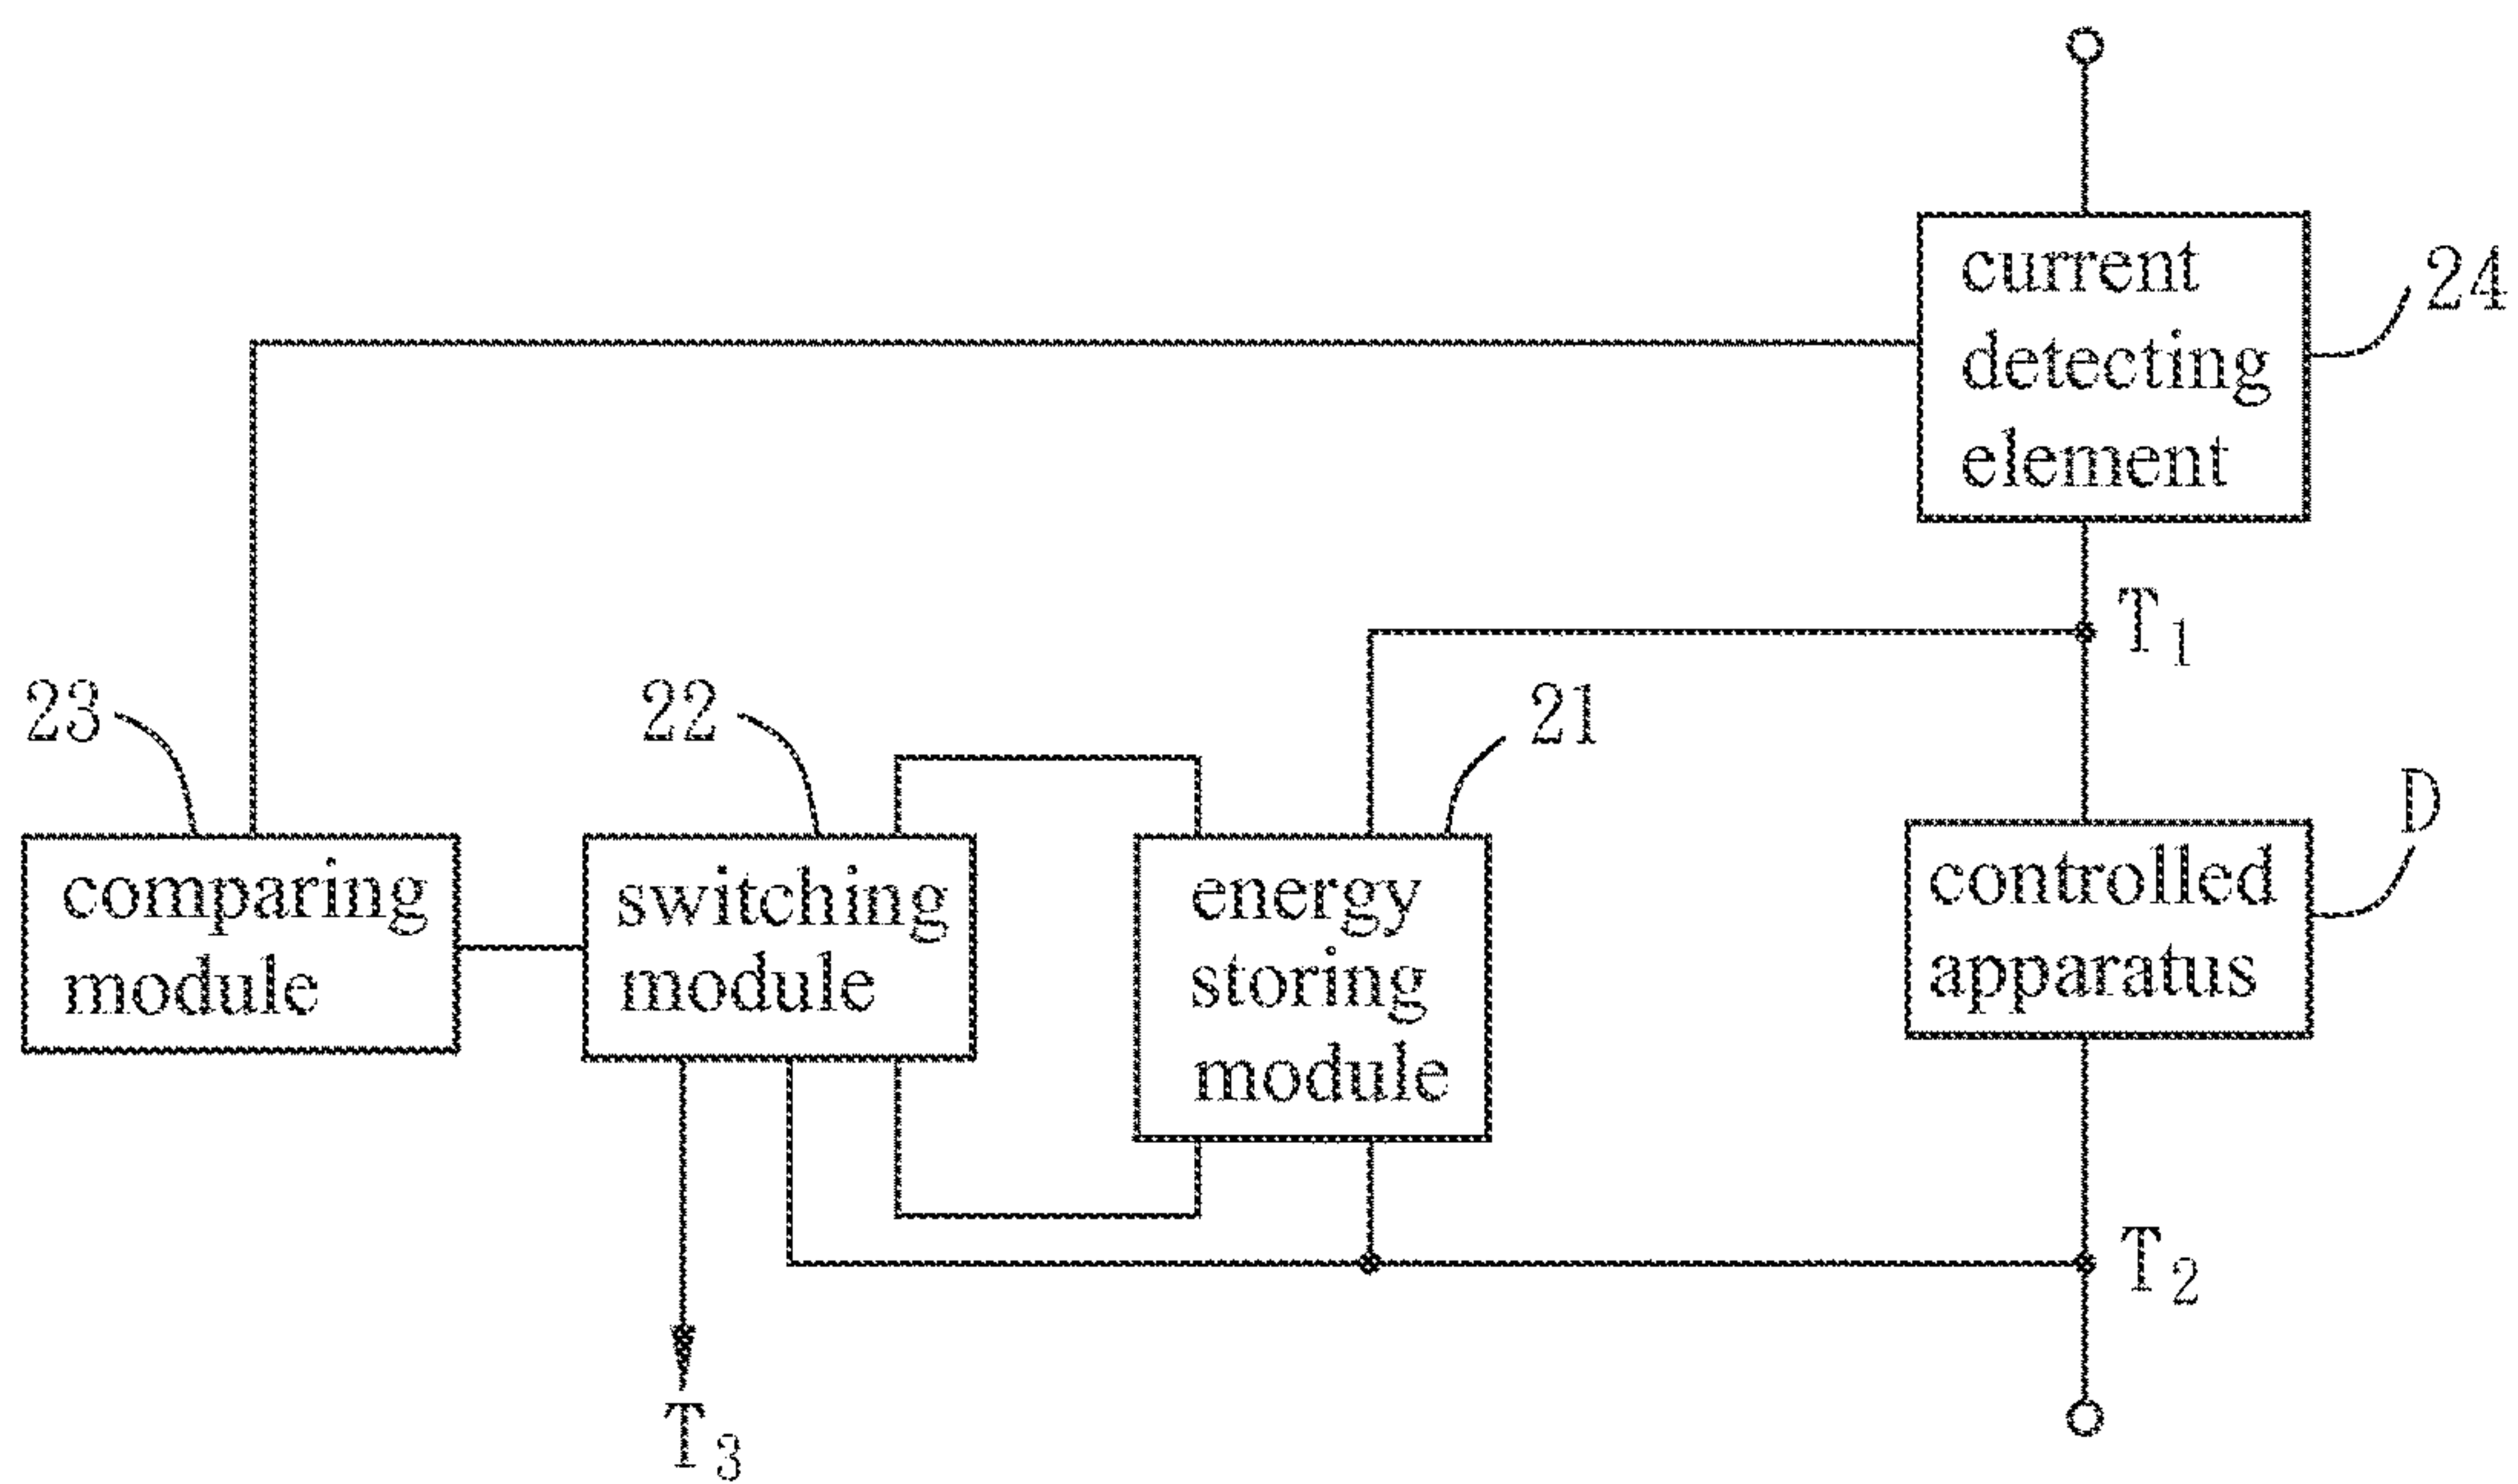 current
detecting
element
24
T1
23
22
21
D
comparing
module
switching
module
energy
storing
module
controlled
apparatus
T2
T3